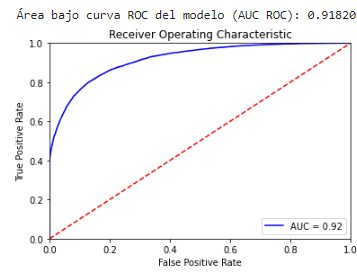 Área bajo curva ROC del modelo (AUC ROC): 0.91820
Receiver Operating Characteristic
1.0
0.8
0.6
0.4
0.2
0.0
True Positive Rate
AUC = 0.92
0.0 0.2 0.4 0.6 0.8 1.0
False Positive Rate